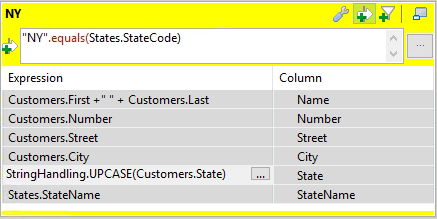 NY
"NY".equals(States.StateCode)
...
Expression Column
Customers.First +" " + Customers.Last Name
Customers.Number Number
Customers.Street Street
Customers.City City
StringHandling.UPCASE(Customers.State) ... State
States.StateName StateName